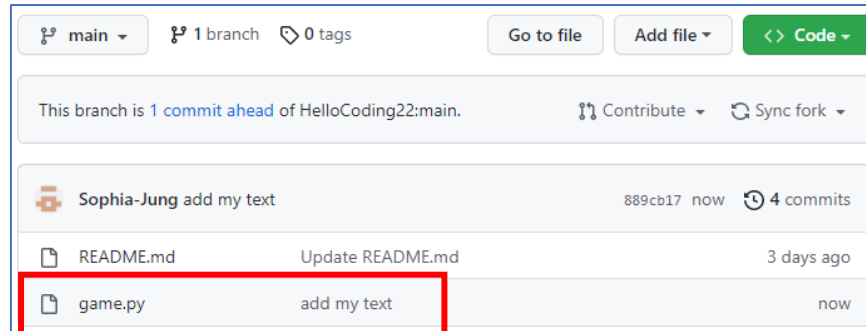 main 1 branch 0 tags Go to file Add file <> Code
This branch is 1 commit ahead of HelloCoding22:main. Contribute Sync fork
Sophia-Jung add my text 889cb17 now 4 commits
README.md Update README.md 3 days ago
game.py add my text now